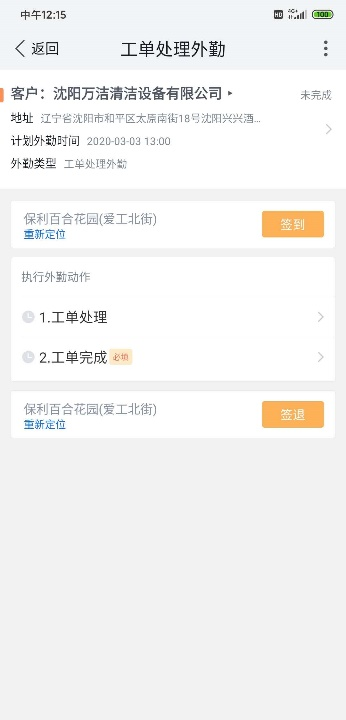 中午12:15
HD 4G+ 100
返回 工单处理外勤
客户：沈阳万洁清洁设备有限公司 未完成
地址 辽宁省沈阳市和平区太原南街18号沈阳兴兴酒...
计划外勤时间 2020-03-03 13:00
外勤类型 工单处理外勤
保利百合花园(爱工北街)
重新定位
签到
执行外勤动作
1.工单处理
2.工单完成 必填
保利百合花园(爱工北街)
重新定位
签退